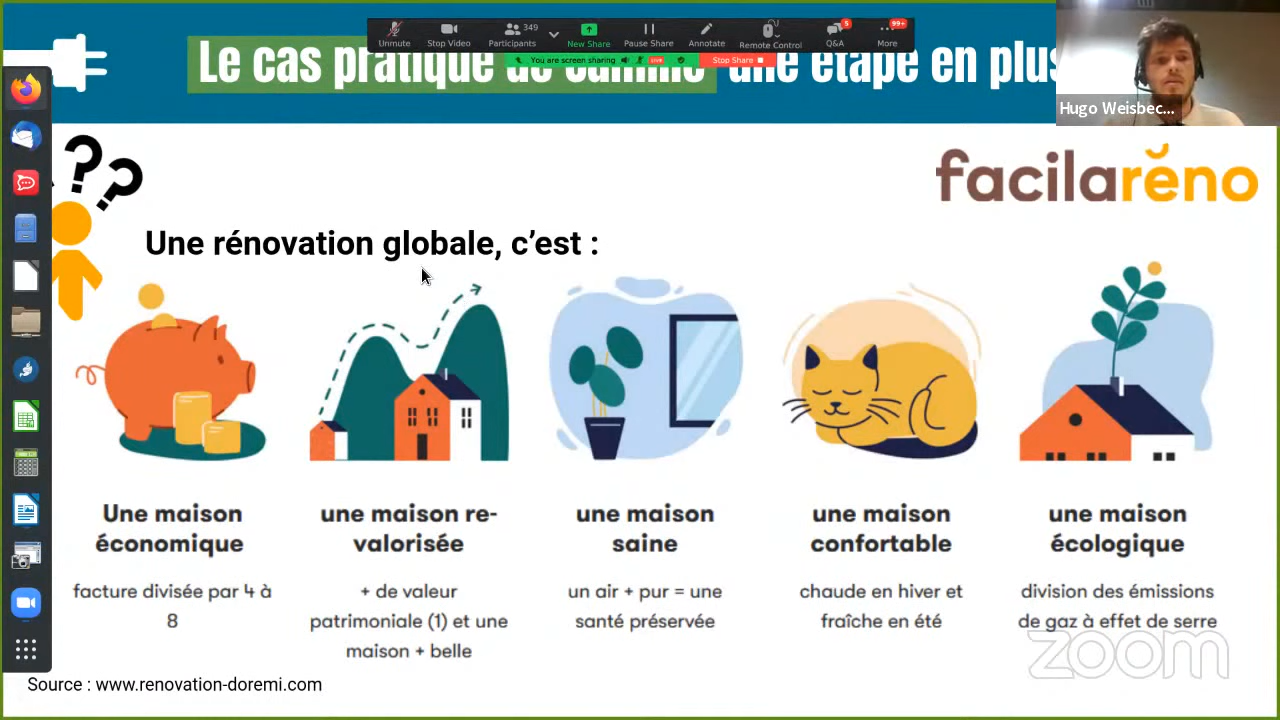 349
5
99+
Unmute
Stop Video
Participants
New Share
Pause Share
Annotate
Remote Control
Q&A
More
You are screen sharing
LIVE
Stop Share
Le cas pratique une étape en plus
Hugo Weisbec...
? ?
facilarĕno
Une rénovation globale, c’est :
Une maison
économique
facture divisée par 4 à
8
une maison re-
valorisée
+ de valeur
patrimoniale (1) et une
maison + belle
une maison
saine
un air + pur = une
santé préservée
une maison
confortable
chaude en hiver et
fraîche en été
une maison
écologique
division des émissions
de gaz à effet de serre
zoom
Source : www.renovation-doremi.com